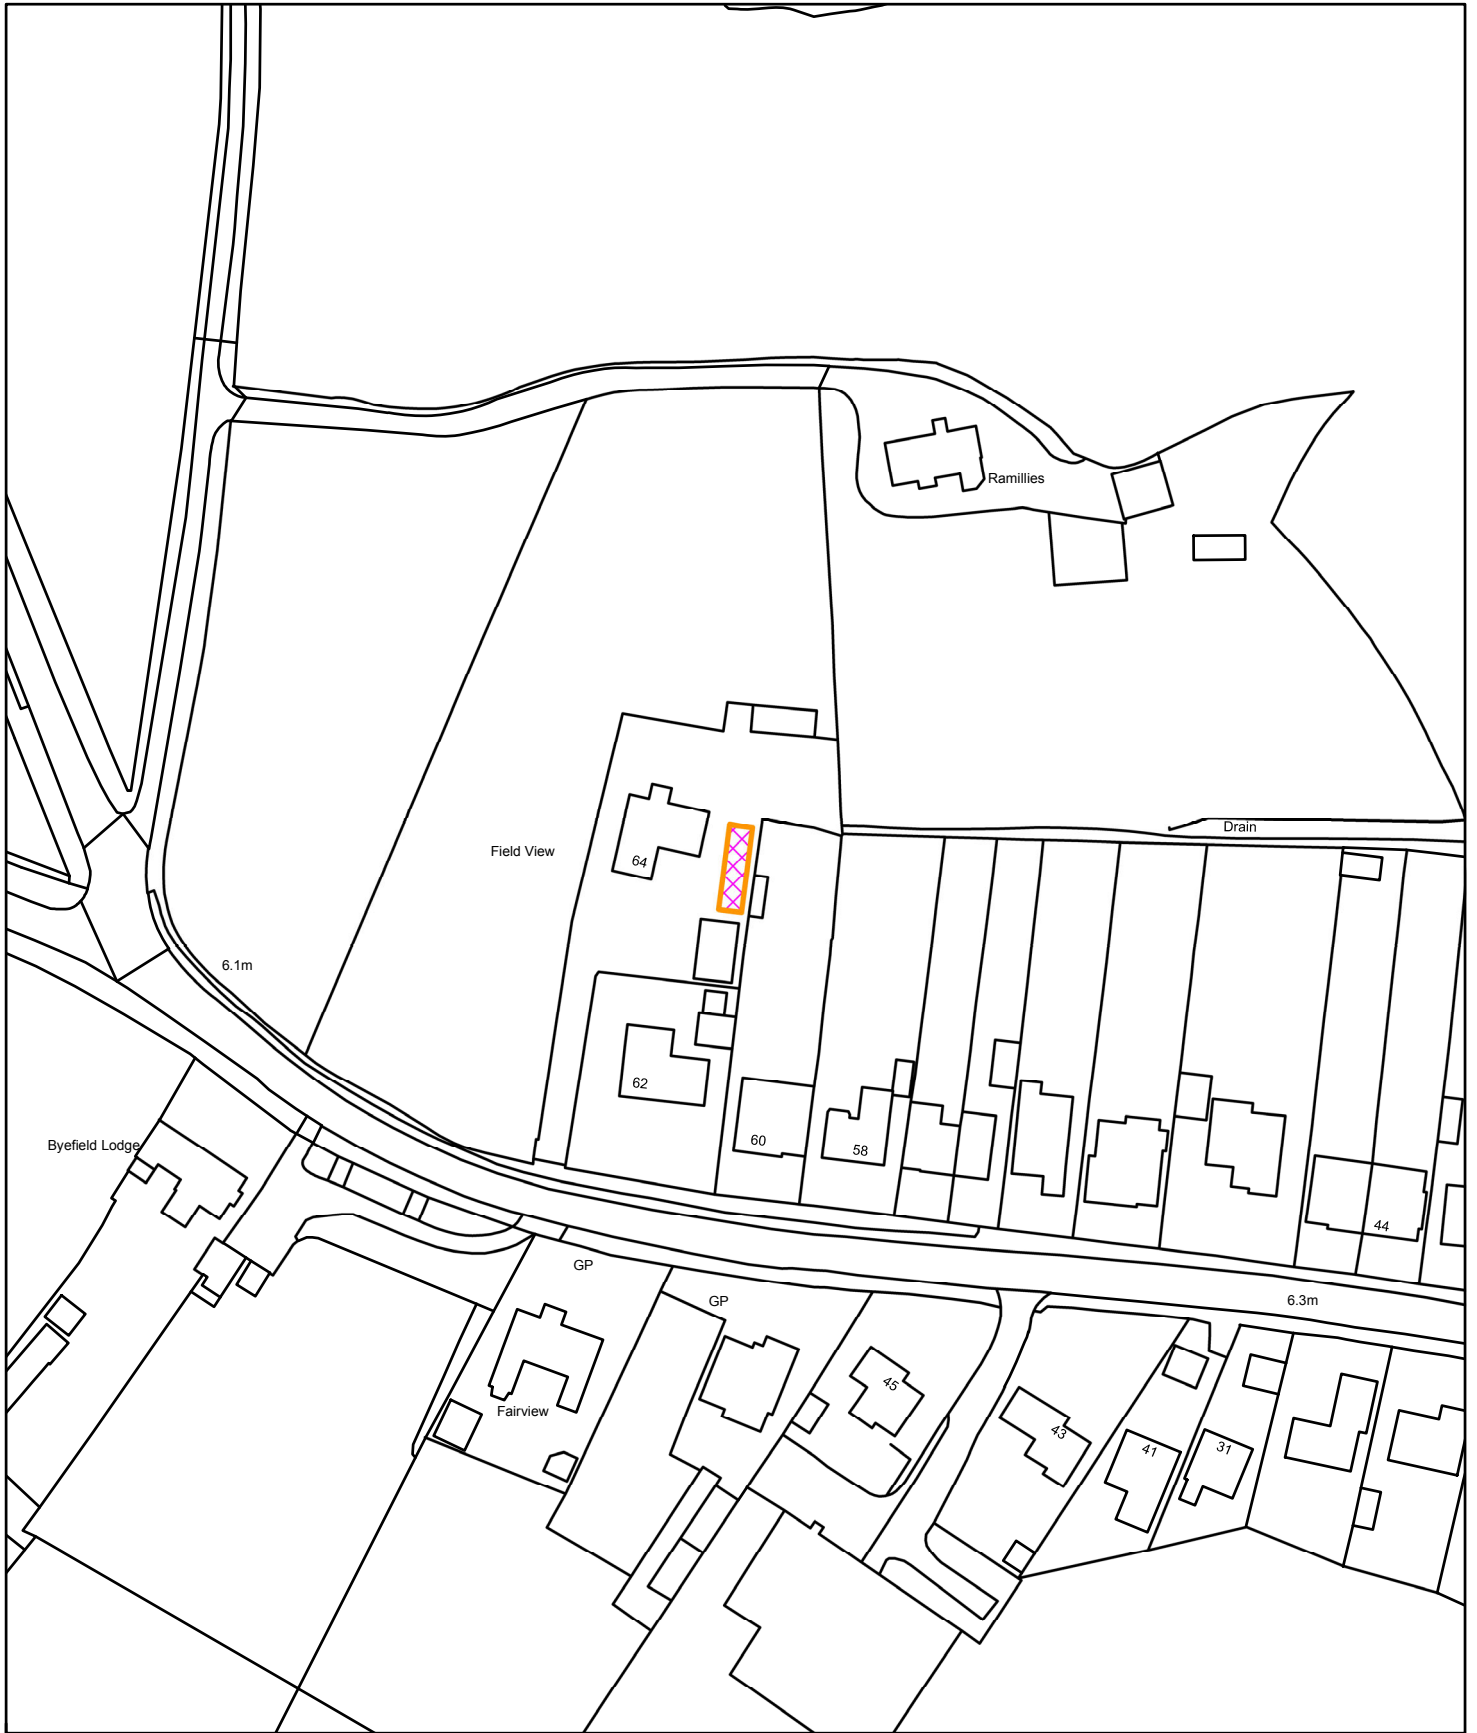 Ramillies
Drain
Field View
64
6.1m
62
60
58
Byefield Lodge
44
GP
GP
6.3m
45
Fairview
43
41
31